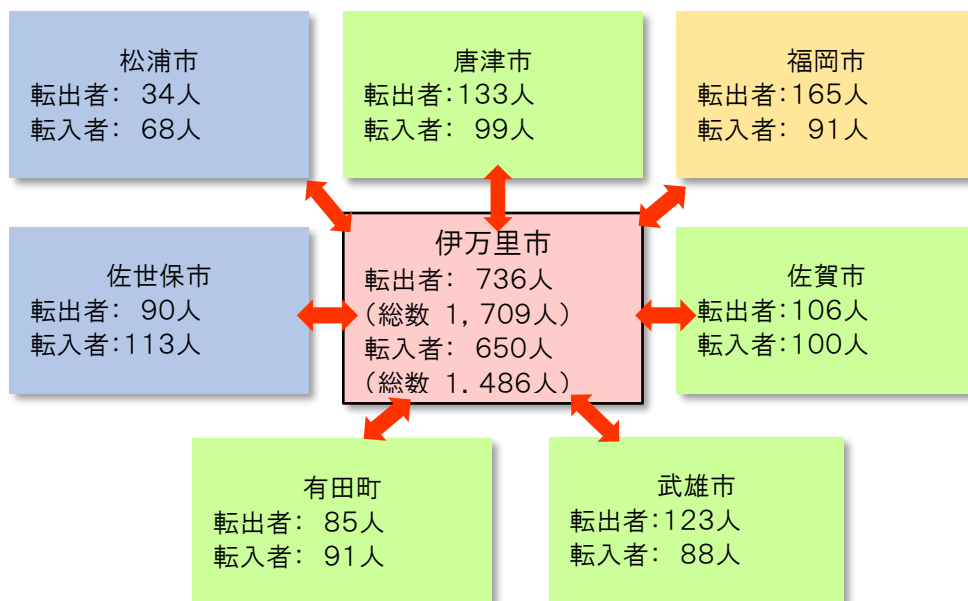 松浦市
転出者: 34人
転入者: 68人
唐津市
転出者:133人
転入者: 99人
福岡市
転出者:165人
転入者: 91人
佐世保市
転出者: 90人
転入者:113人
伊万里市
転出者: 736人
(総数 1,709人)
転入者: 650人
(総数 1.486人)
佐賀市
転出者:106人
転入者:100人
有田町
転出者: 85人
転入者: 91人
武雄市
転出者:123人
転入者: 88人